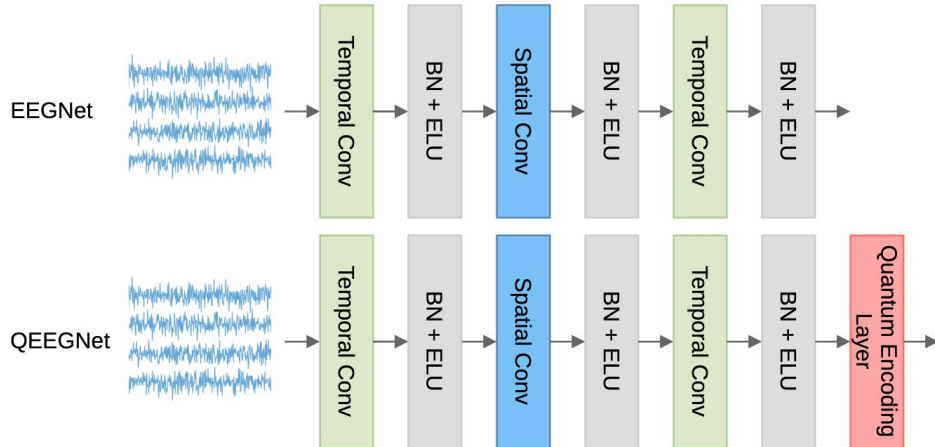 EEGNet
Temporal Conv
BN + ELU
Spatial Conv
BN + ELU
Temporal Conv
BN + ELU
QEEGNet
Temporal Conv
BN + ELU
Spatial Conv
BN + ELU
Temporal Conv
BN + ELU
Quantum Encoding
Layer